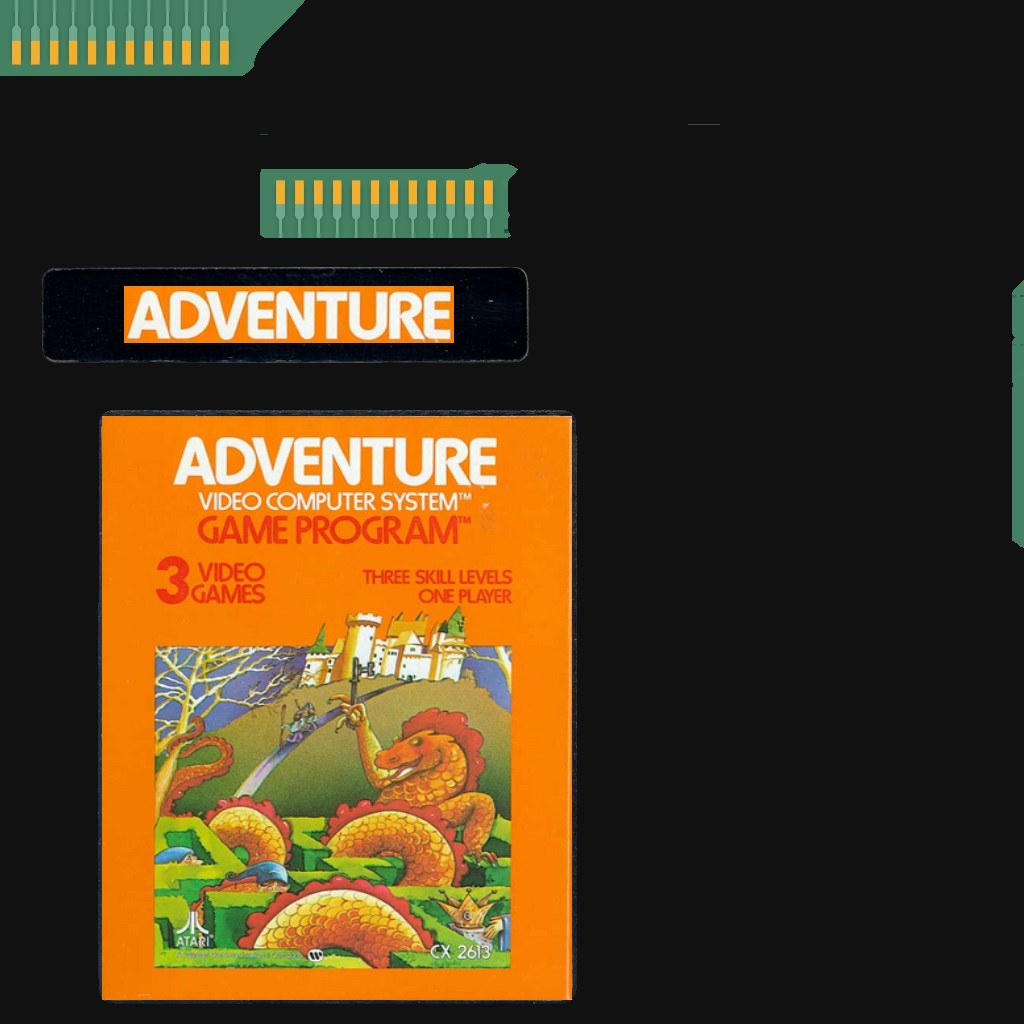 ADVENTURE
ADVENTURE
VIDEO COMPUTER SYSTEM™
GAME PROGRAM™
3 VIDEO GAMES
THREE SKILL LEVELS
ONE PLAYER
ATARI
CX 2613